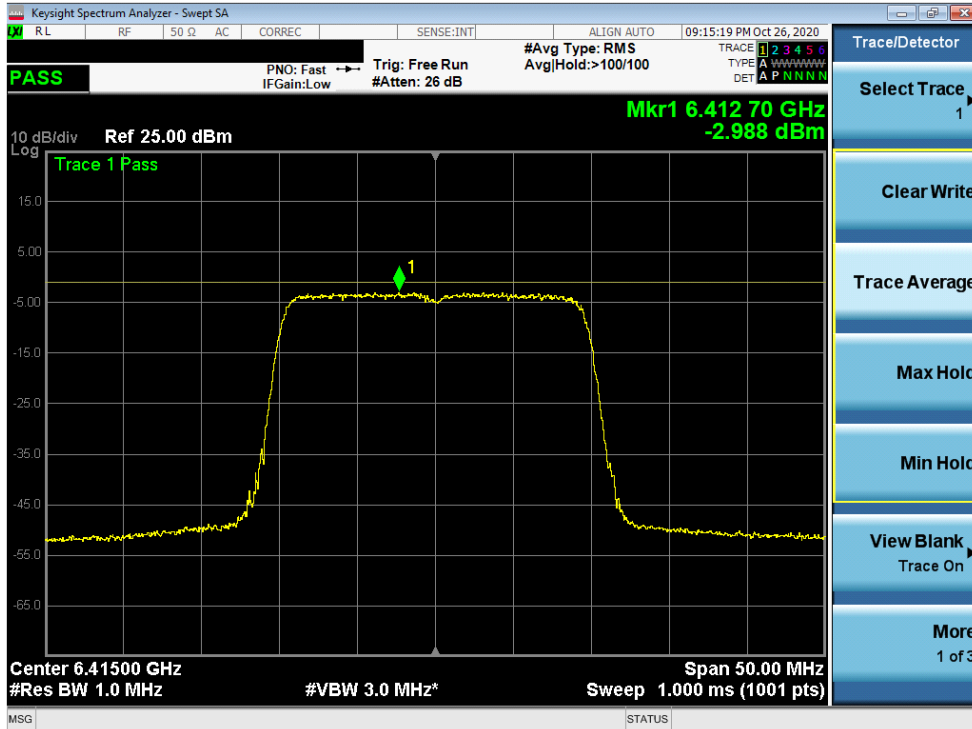 Keysight Spectrum Analyzer - Swept SA
LXI RL RF 50 Ω AC CORREC SENSE:INT ALIGN AUTO 09:15:19 PM Oct 26, 2020
PASS
PNO: Fast
IFGain:Low
Trig: Free Run
#Atten: 26 dB
#Avg Type: RMS
Avg|Hold:>100/100
TRACE 1 2 3 4 5 6
TYPE A WWWWW
DET A P N N N N
Mkr1 6.412 70 GHz
-2.988 dBm
10 dB/div Ref 25.00 dBm
Log
Trace 1 Pass
1
15.0
5.00
-5.00
-15.0
-25.0
-35.0
-45.0
-55.0
-65.0
Center 6.41500 GHz Span 50.00 MHz
#Res BW 1.0 MHz #VBW 3.0 MHz* Sweep 1.000 ms (1001 pts)
MSG STATUS
Trace/Detector
Select Trace
1
Clear Write
Trace Average
Max Hold
Min Hold
View Blank
Trace On
More
1 of 3